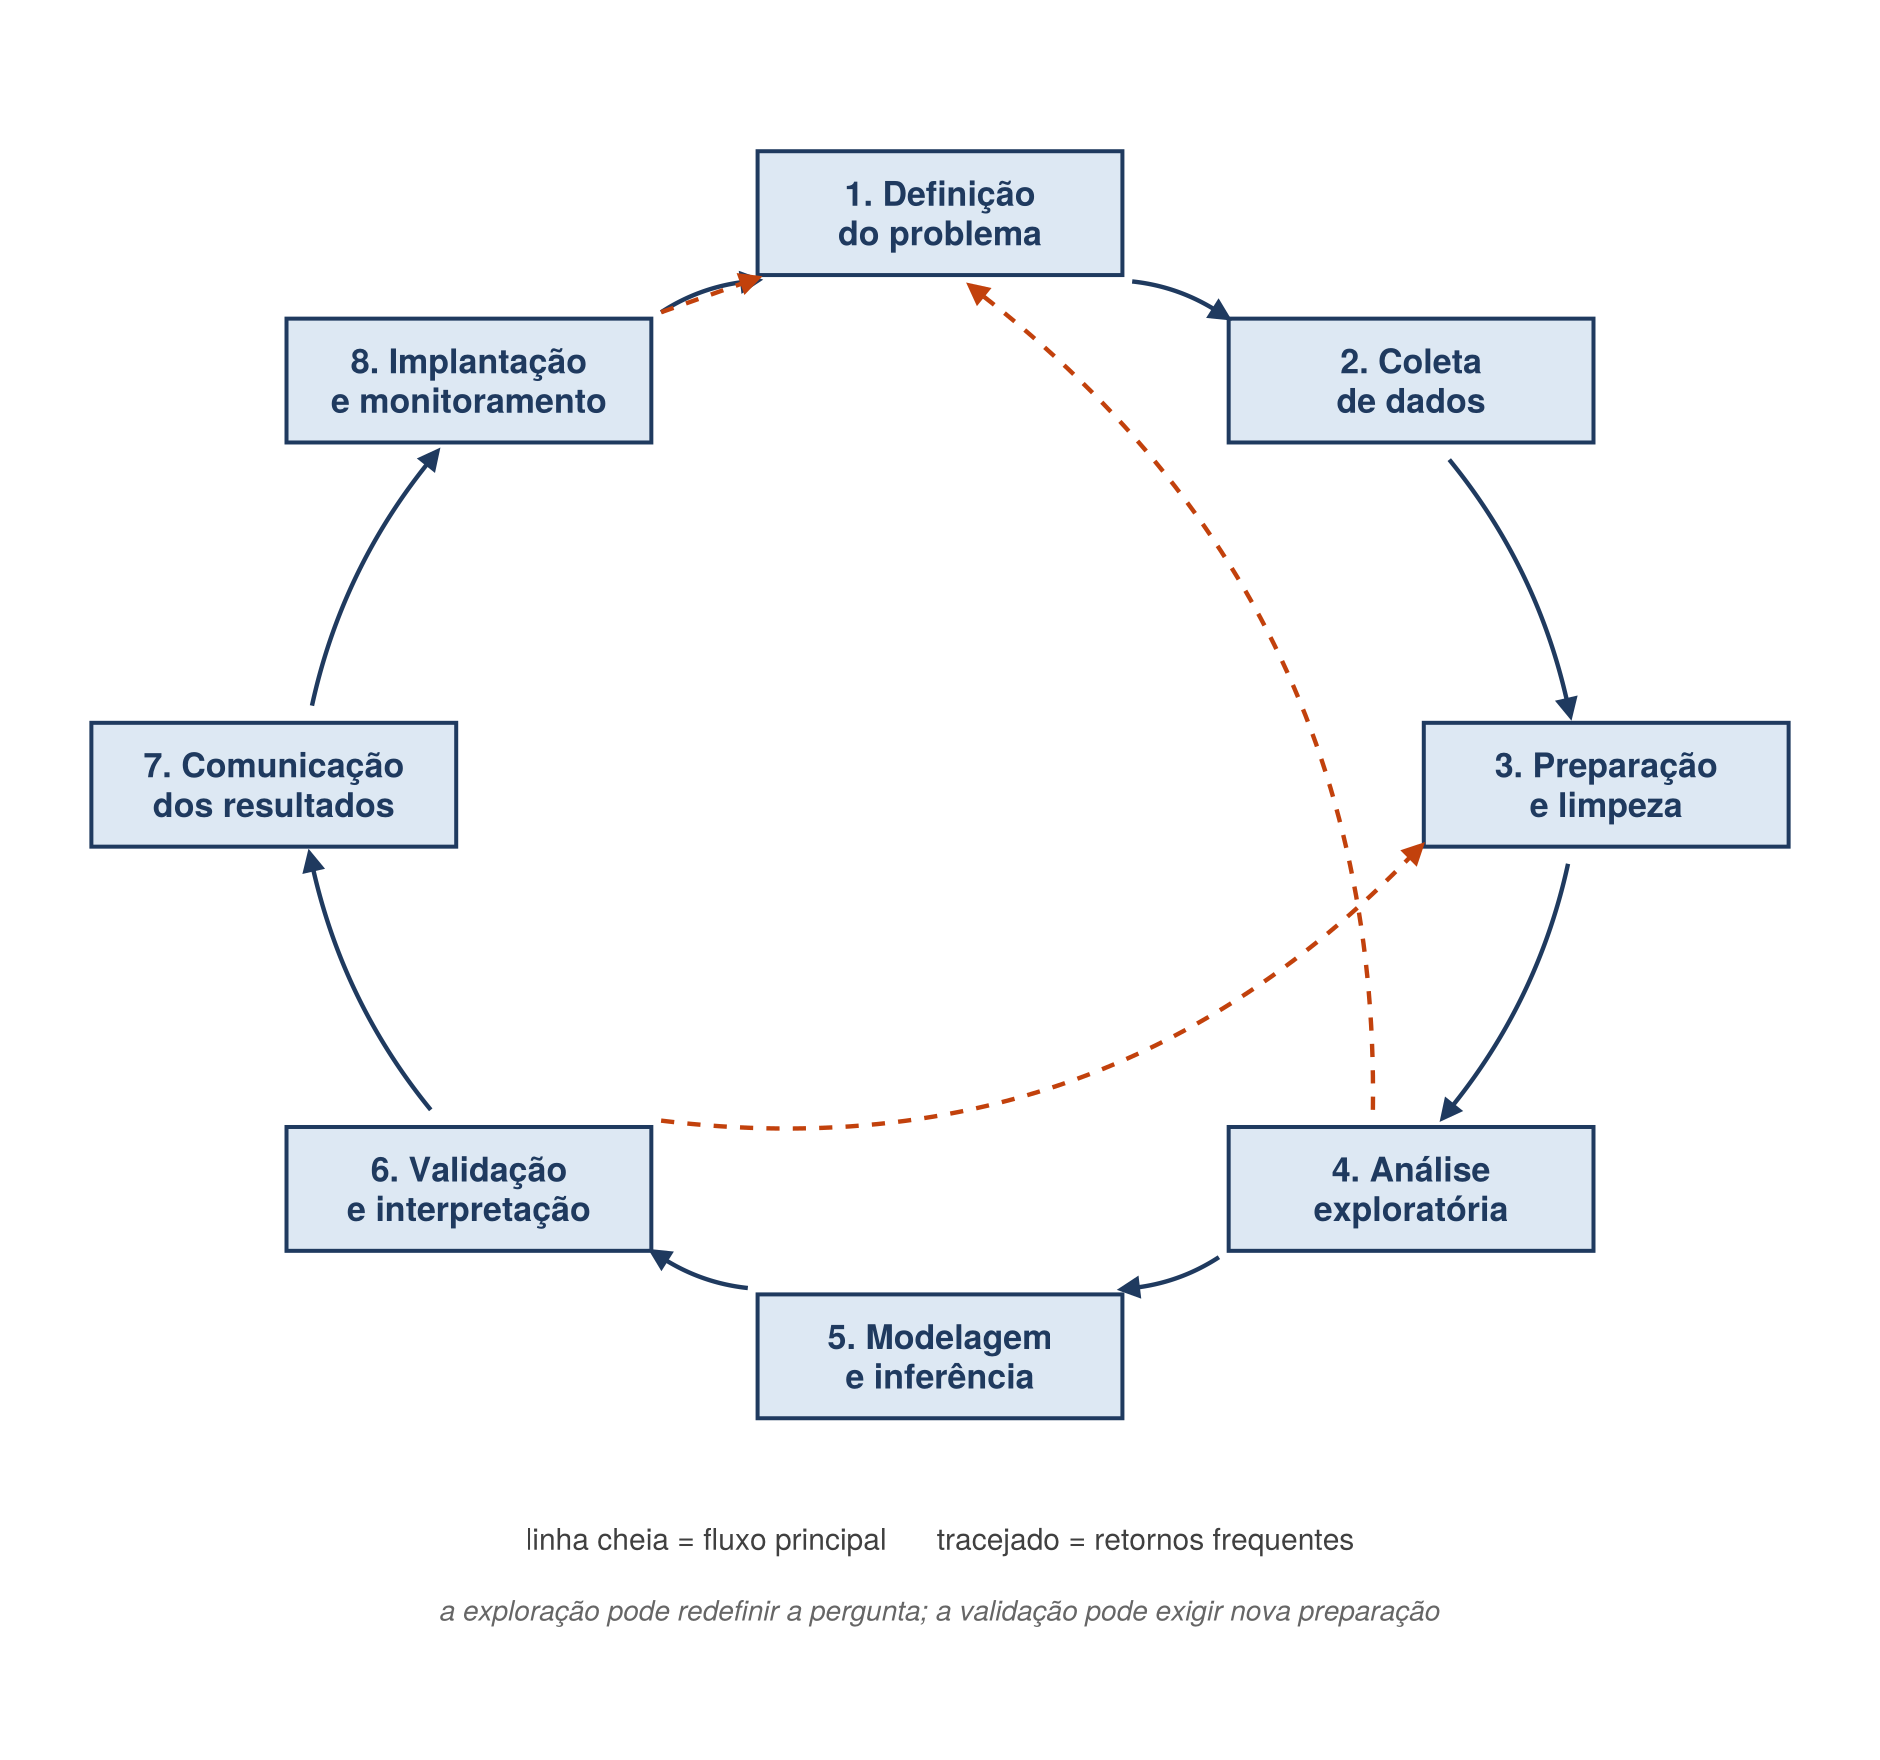 1. Definição
do problema
2. Coleta
de dados
3. Preparação
e limpeza
4. Análise
exploratória
5. Modelagem
e inferência
6. Validação
e interpretação
7. Comunicação
dos resultados
8. Implantação
e monitoramento
linha cheia = fluxo principal tracejado = retornos frequentes
a exploração pode redefinir a pergunta; a validação pode exigir nova preparação